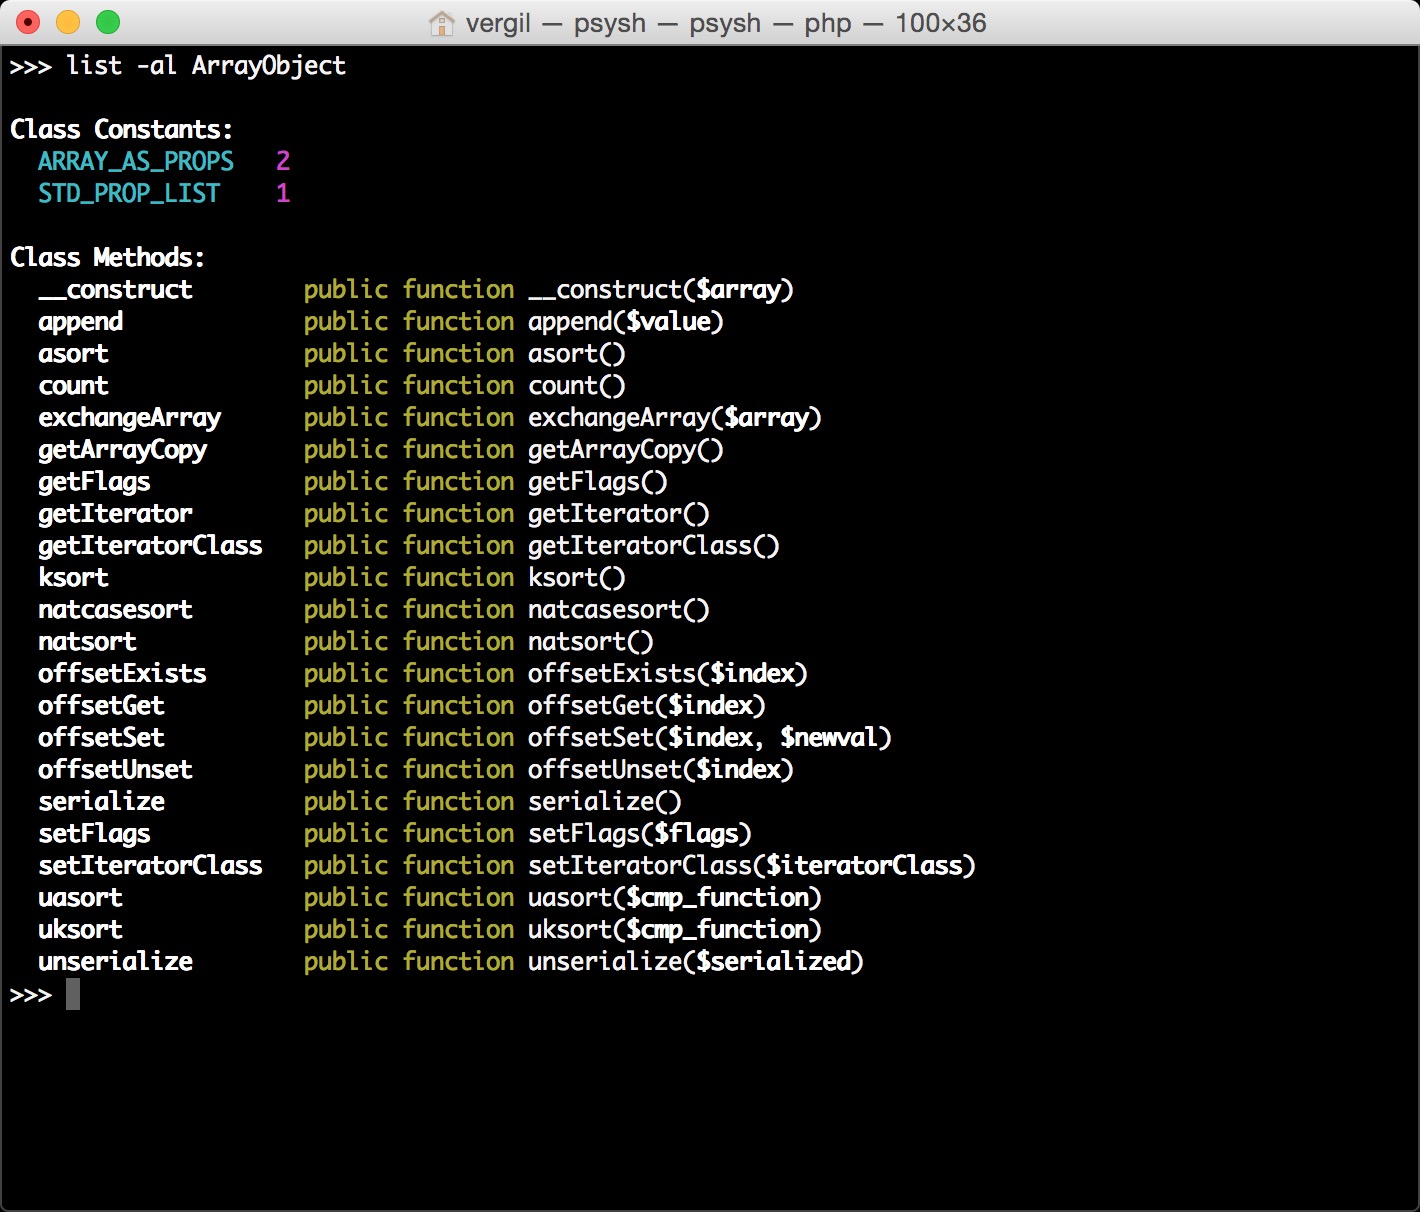 vergil — psysh — psysh — php — 100×36
>>> list -al ArrayObject
Class Constants:
  ARRAY_AS_PROPS   2
  STD_PROP_LIST    1
Class Methods:
  __construct        public function __construct($array)
  append             public function append($value)
  asort              public function asort()
  count              public function count()
  exchangeArray      public function exchangeArray($array)
  getArrayCopy       public function getArrayCopy()
  getFlags           public function getFlags()
  getIterator        public function getIterator()
  getIteratorClass   public function getIteratorClass()
  ksort              public function ksort()
  natcasesort        public function natcasesort()
  natsort            public function natsort()
  offsetExists       public function offsetExists($index)
  offsetGet          public function offsetGet($index)
  offsetSet          public function offsetSet($index, $newval)
  offsetUnset        public function offsetUnset($index)
  serialize          public function serialize()
  setFlags           public function setFlags($flags)
  setIteratorClass   public function setIteratorClass($iteratorClass)
  uasort             public function uasort($cmp_function)
  uksort             public function uksort($cmp_function)
  unserialize        public function unserialize($serialized)
>>>